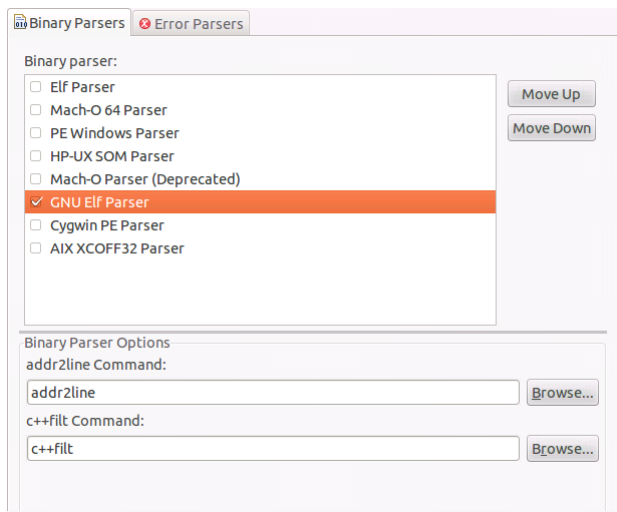 Binary Parsers
Error Parsers
Binary parser:
Elf Parser
Mach-O 64 Parser
PE Windows Parser
HP-UX SOM Parser
Mach-O Parser (Deprecated)
GNU Elf Parser
Cygwin PE Parser
AIX XCOFF32 Parser
Move Up
Move Down
Binary Parser Options
addr2line Command:
addr2line
Browse...
c++filt Command:
c++filt
Browse...